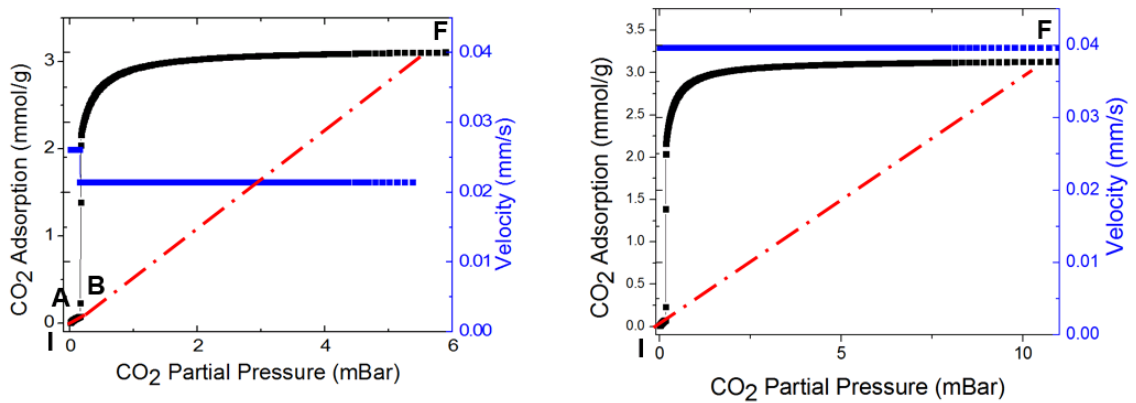 F
A
B
I
3
2
1
0
0
2
4
6
0.04
0.03
0.02
0.01
0.00
CO2 Adsorption (mmol/g)
Velocity (mm/s)
CO2 Partial Pressure (mBar)
F
I
3.5
3.0
2.5
2.0
1.5
1.0
0.5
0.0
0
5
10
0.04
0.03
0.02
0.01
0.00
CO2 Adsorption (mmol/g)
Velocity (mm/s)
CO2 Partial Pressure (mBar)